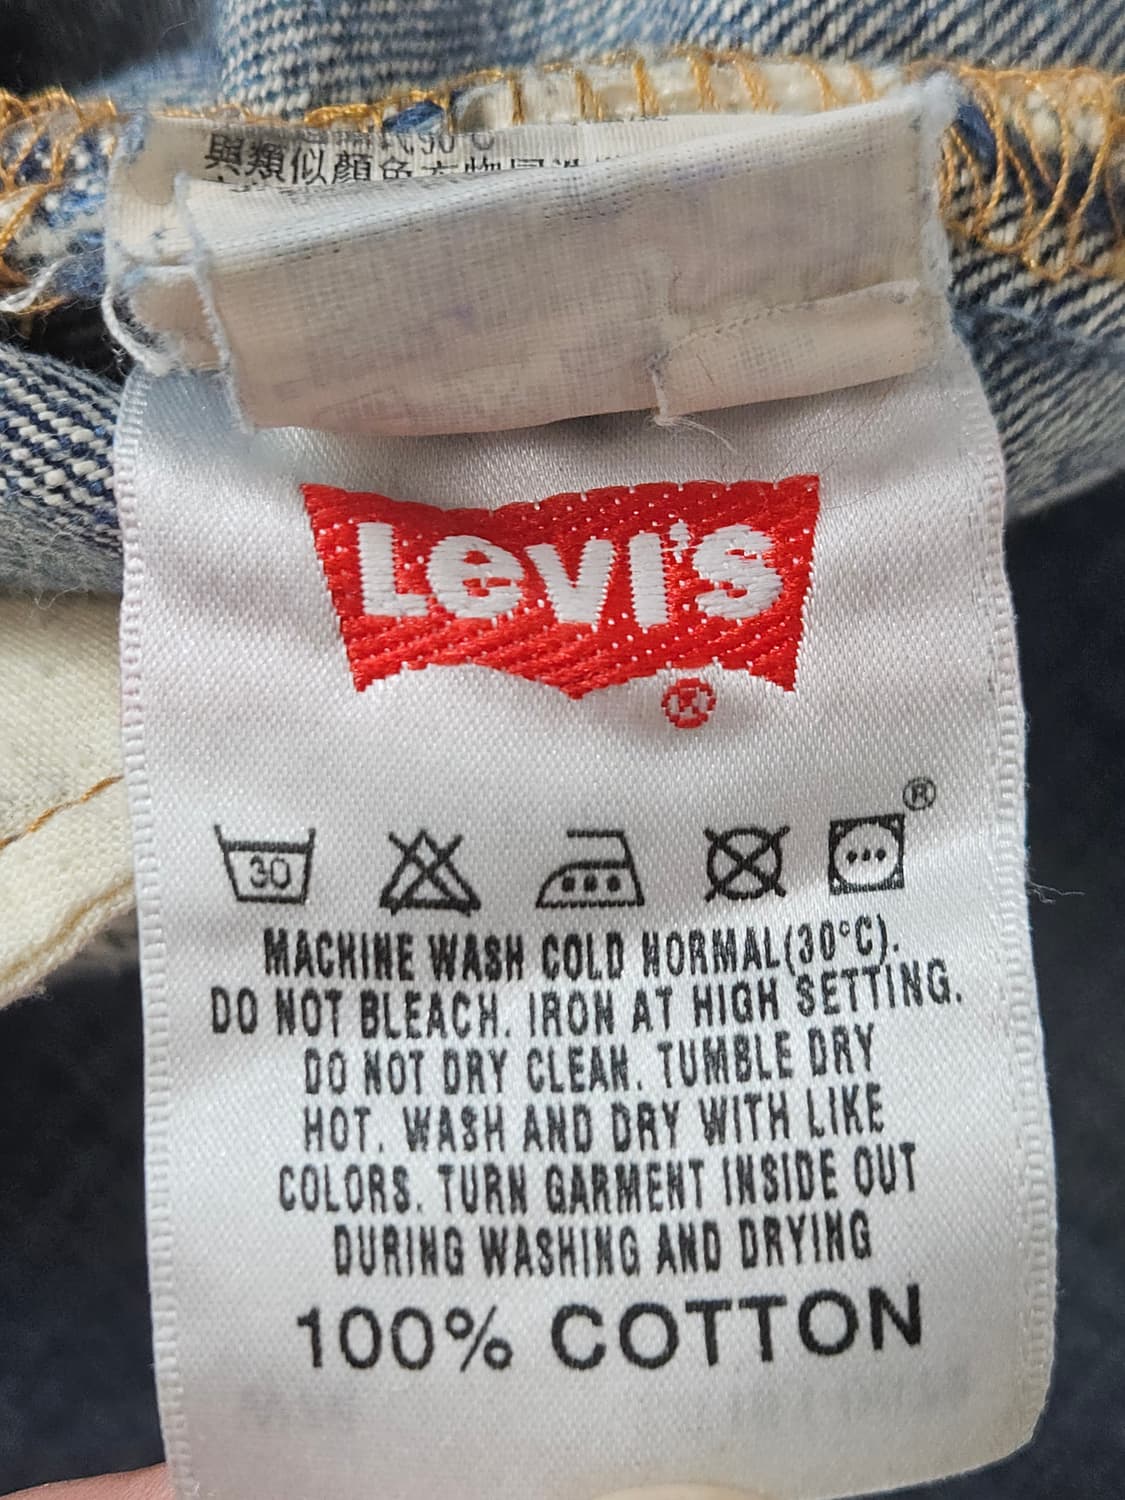 與類似顏色衣物同
Levi's
®
®
30
MACHINE WASH COLD NORMAL(30°C).
DO NOT BLEACH. IRON AT HIGH SETTING.
DO NOT DRY CLEAN. TUMBLE DRY
HOT. WASH AND DRY WITH LIKE
COLORS. TURN GARMENT INSIDE OUT
DURING WASHING AND DRYING
100% COTTON